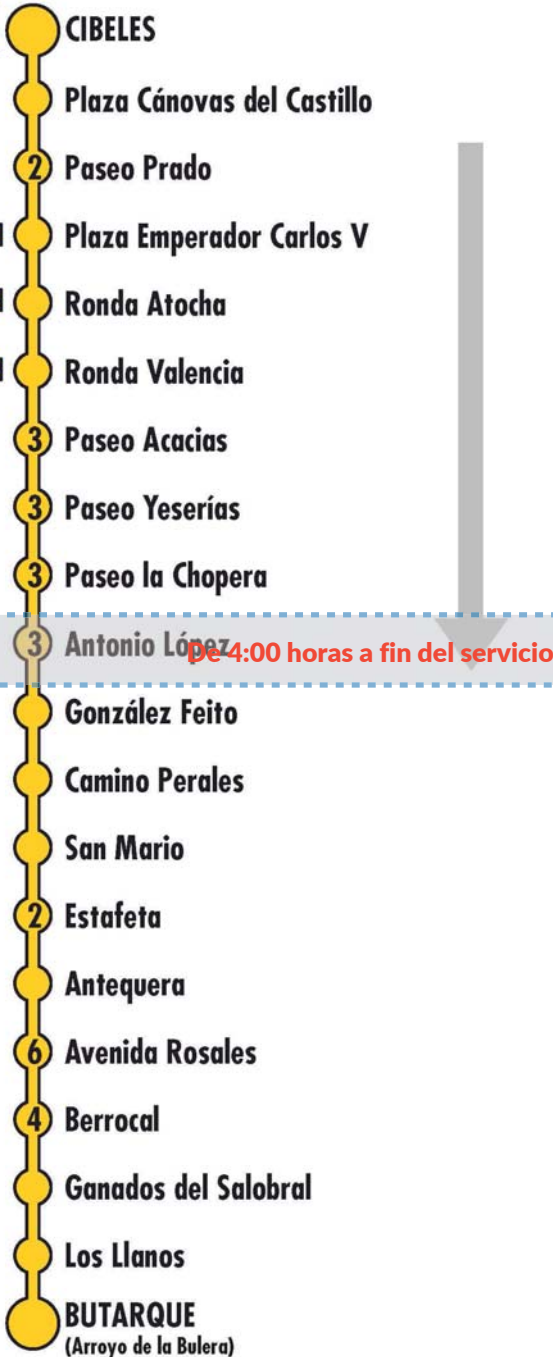 CIBELES
Plaza Cánovas del Castillo
2 Paseo Prado
Plaza Emperador Carlos V
Ronda Atocha
Ronda Valencia
3 Paseo Acacias
3 Paseo Yeserías
3 Paseo la Chopera
3 Antonio López
De 4:00 horas a fin del servicio
González Feito
Camino Perales
San Mario
2 Estafeta
Antequera
6 Avenida Rosales
4 Berrocal
Ganados del Salobral
Los Llanos
BUTARQUE
(Arroyo de la Bulera)